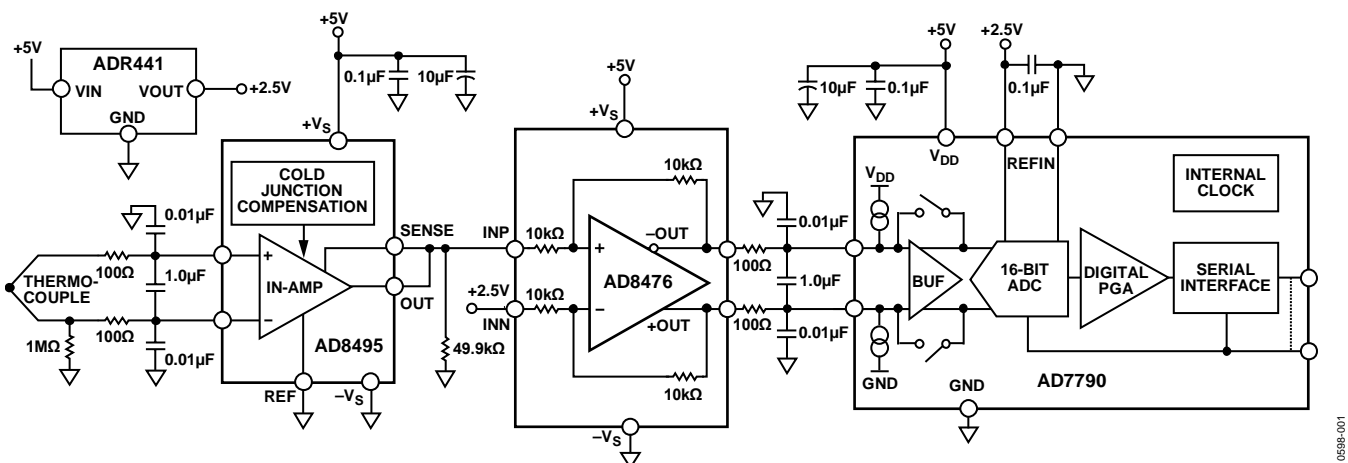 +5V
ADR441
VIN
VOUT
+2.5V
GND
+5V
0.1µF
10µF
+VS
COLD
JUNCTION
COMPENSATION
0.01µF
100Ω
THERMO-
COUPLE
1.0µF
100Ω
1MΩ
0.01µF
+
IN-AMP
–
SENSE
OUT
AD8495
REF
–VS
49.9kΩ
+5V
+VS
10kΩ
INP
10kΩ
+
–OUT
AD8476
+2.5V
10kΩ
INN
–
+OUT
10kΩ
–VS
100Ω
0.01µF
1.0µF
100Ω
0.01µF
+5V
+2.5V
10µF
0.1µF
0.1µF
VDD
REFIN
VDD
INTERNAL
CLOCK
BUF
16-BIT
ADC
DIGITAL
PGA
SERIAL
INTERFACE
GND
GND
AD7790
0598-001